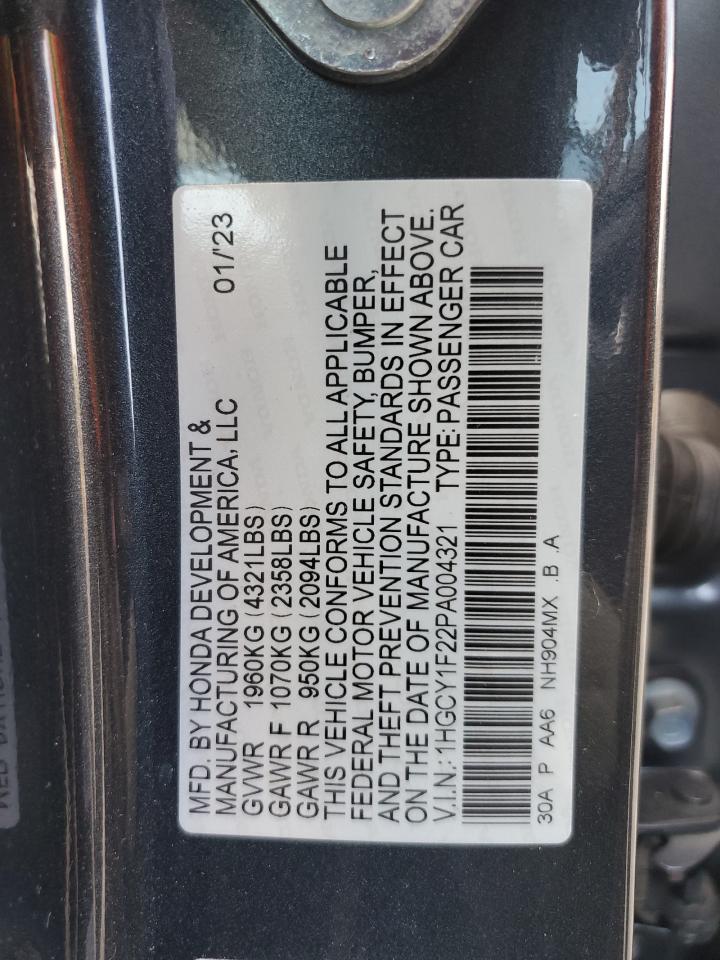 MFD. BY HONDA DEVELOPMENT &
MANUFACTURING OF AMERICA, LLC 01/'23
GVWR 1960KG (4321LBS)
GAWR F 1070KG (2358LBS)
GAWR R 950KG (2094LBS)
THIS VEHICLE CONFORMS TO ALL APPLICABLE
FEDERAL MOTOR VEHICLE SAFETY, BUMPER,
AND THEFT PREVENTION STANDARDS IN EFFECT
ON THE DATE OF MANUFACTURE SHOWN ABOVE.
V.I.N.: 1HGCY1F22PA004321 TYPE: PASSENGER CAR
30A P AA6 NH904MX .B .A